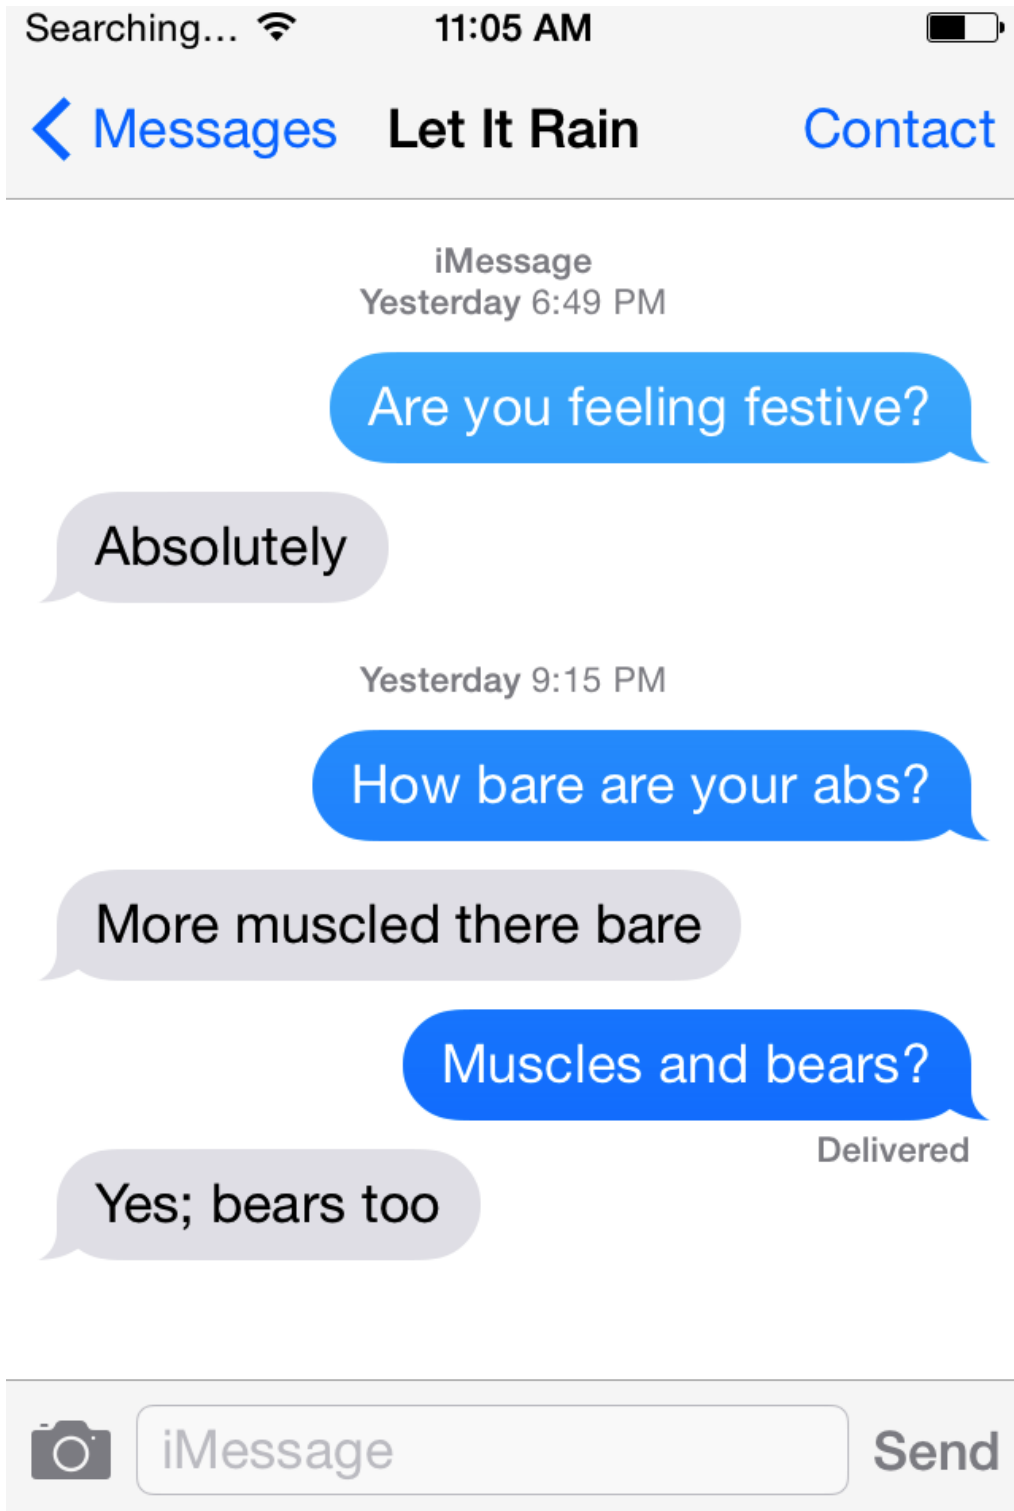 Searching... 11:05 AM
Messages Let It Rain Contact
iMessage
Yesterday 6:49 PM
Are you feeling festive?
Absolutely
Yesterday 9:15 PM
How bare are your abs?
More muscled there bare
Muscles and bears?
Delivered
Yes; bears too
iMessage Send